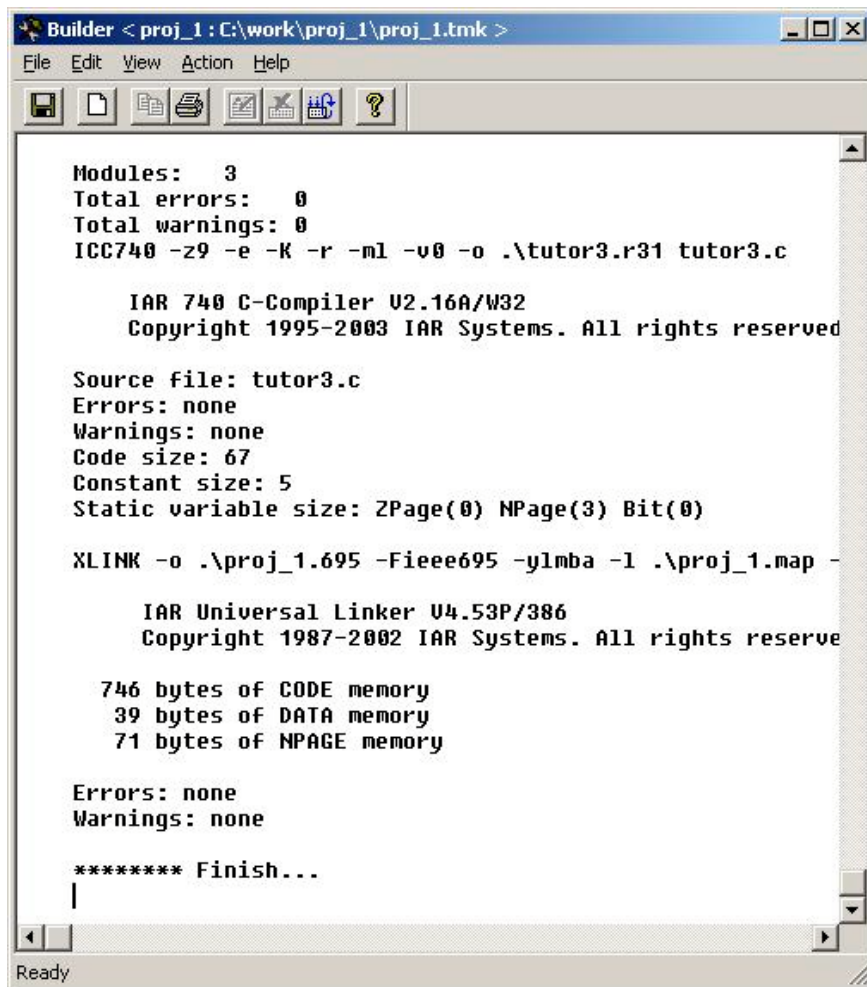 Builder < proj_1 : C:\work\proj_1\proj_1.tmk >
File Edit View Action Help
Modules: 3
Total errors: 0
Total warnings: 0
ICC740 -z9 -e -K -r -ml -v0 -o .\tutor3.r31 tutor3.c
IAR 740 C-Compiler V2.16A/W32
Copyright 1995-2003 IAR Systems. All rights reserved
Source file: tutor3.c
Errors: none
Warnings: none
Code size: 67
Constant size: 5
Static variable size: ZPage(0) NPage(3) Bit(0)
XLINK -o .\proj_1.695 -Fieee695 -ylmba -l .\proj_1.map -
IAR Universal Linker V4.53P/386
Copyright 1987-2002 IAR Systems. All rights reserve
746 bytes of CODE memory
39 bytes of DATA memory
71 bytes of NPAGE memory
Errors: none
Warnings: none
******** Finish...
Ready